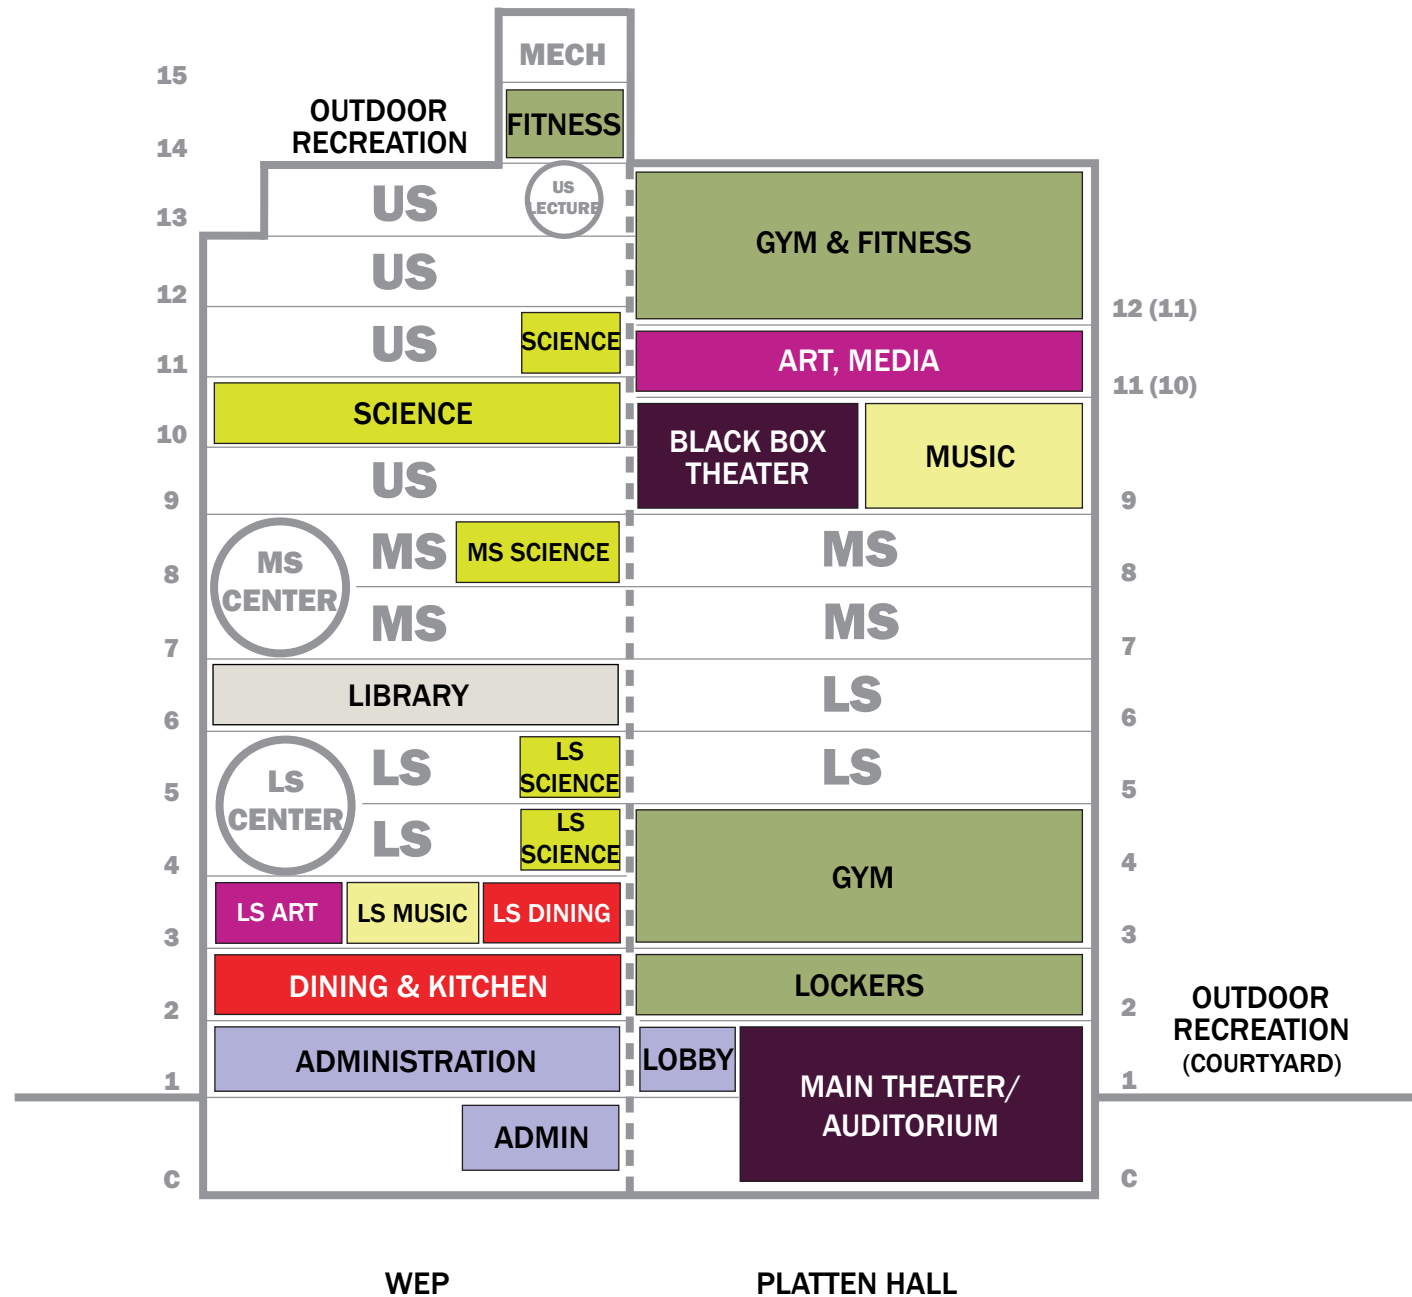 MECH
15
OUTDOOR
RECREATION
FITNESS
14
US
US
LECTURE
13
GYM & FITNESS
US
12
12 (11)
US
SCIENCE
ART, MEDIA
11
11 (10)
SCIENCE
10
BLACK BOX
THEATER
MUSIC
US
9
9
MS
CENTER
MS
MS SCIENCE
MS
8
8
MS
MS
7
7
LIBRARY
LS
6
6
LS
CENTER
LS
LS
SCIENCE
LS
5
5
LS
LS
SCIENCE
4
4
GYM
LS ART
LS MUSIC
LS DINING
3
3
DINING & KITCHEN
LOCKERS
2
2
OUTDOOR
RECREATION
(COURTYARD)
ADMINISTRATION
LOBBY
1
1
MAIN THEATER/
AUDITORIUM
ADMIN
C
C
WEP
PLATTEN HALL